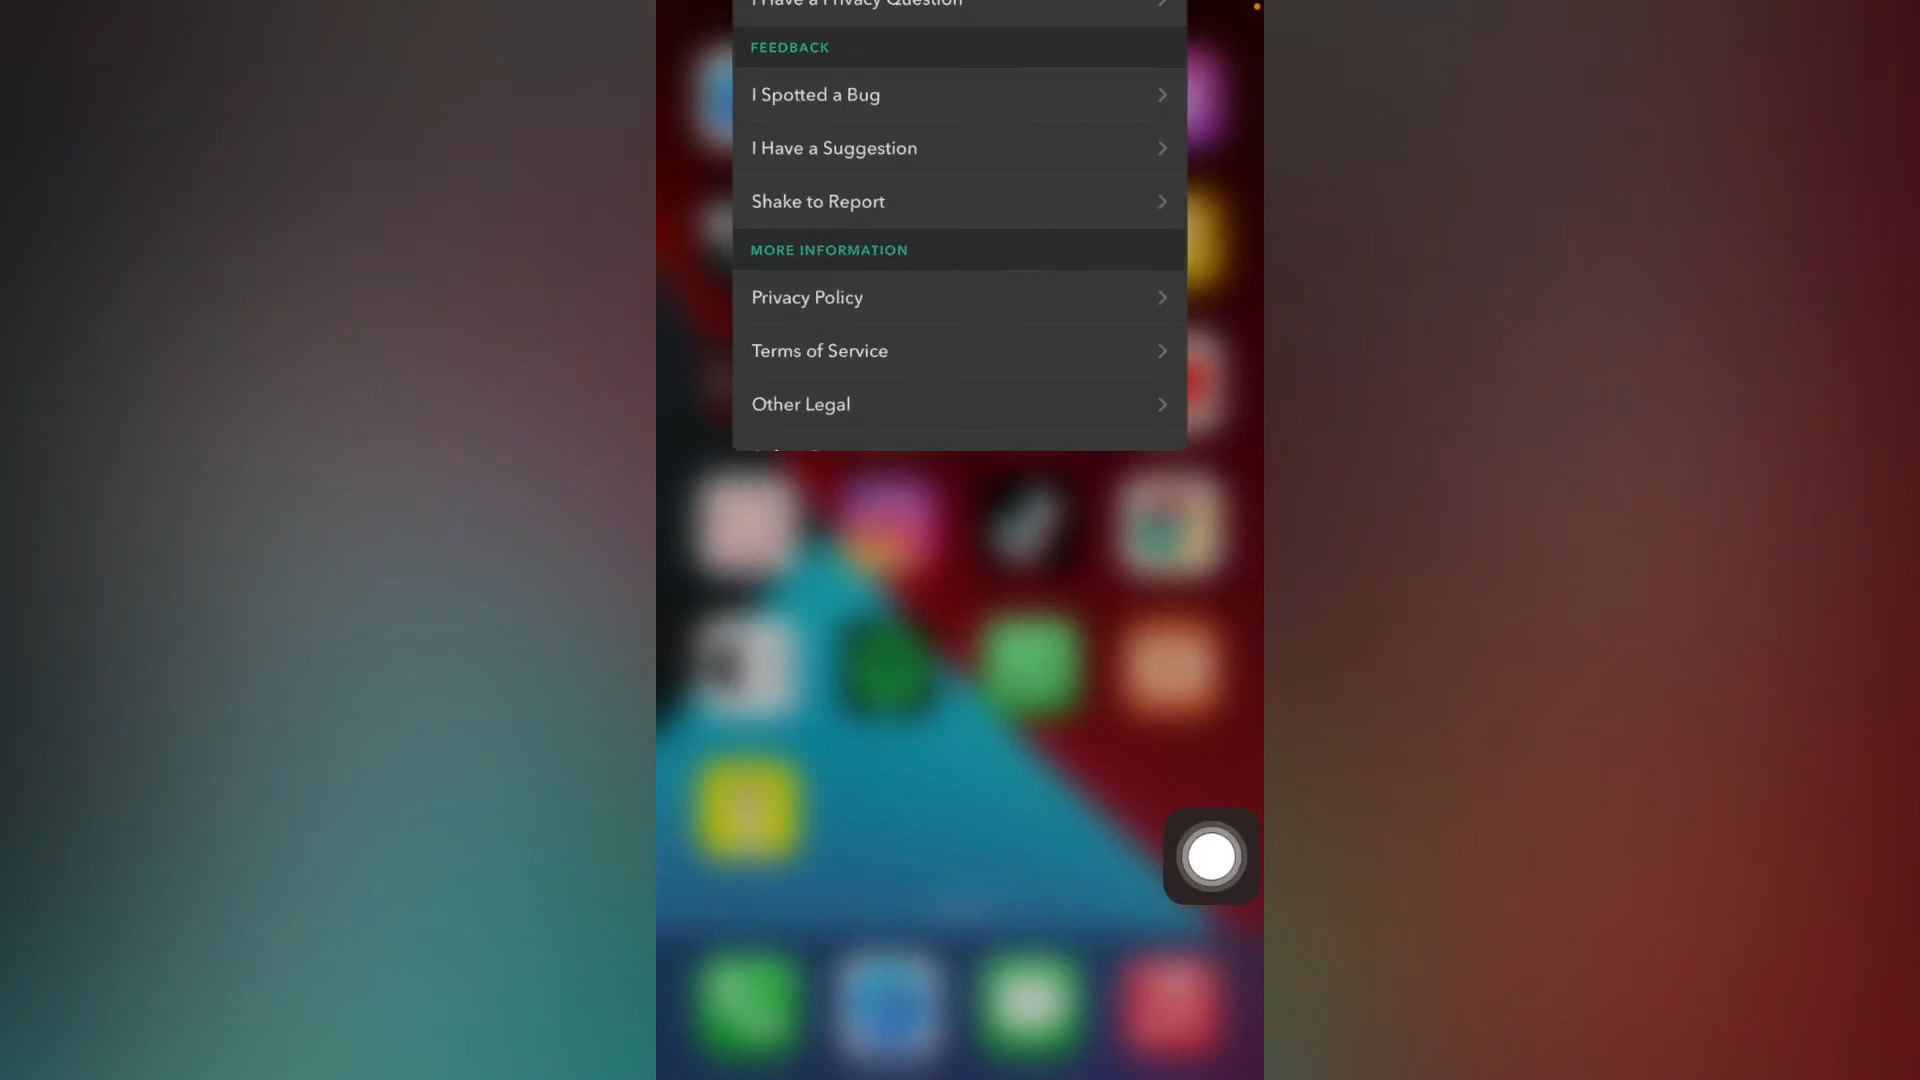 I Have a Privacy Question
FEEDBACK
I Spotted a Bug
I Have a Suggestion
Shake to Report
MORE INFORMATION
Privacy Policy
Terms of Service
Other Legal